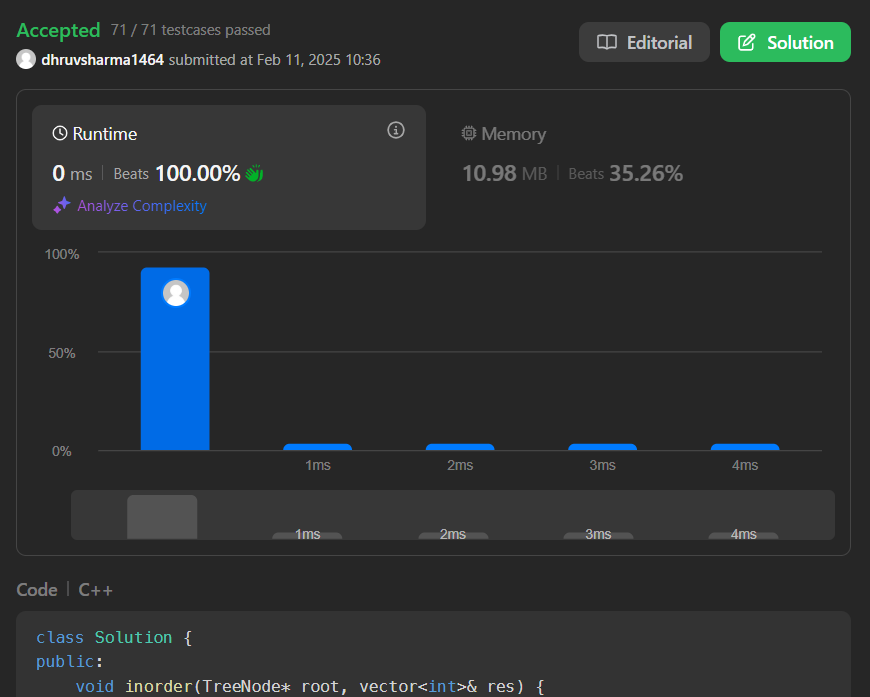 Accepted 71 / 71 testcases passed
dhruvsharma1464 submitted at Feb 11, 2025 10:36
Editorial
Solution
Runtime
0 ms | Beats 100.00%
Analyze Complexity
Memory
10.98 MB | Beats 35.26%
100%
50%
0%
1ms 2ms 3ms 4ms
1ms 2ms 3ms 4ms
Code | C++
class Solution {
public:
    void inorder(TreeNode* root, vector<int>& res) {